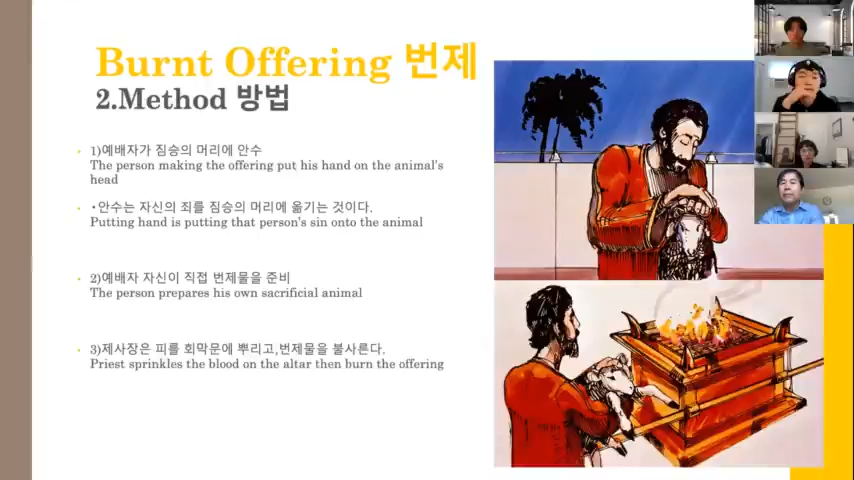 Burnt Offering 번제
2.Method 방법
1)예배자가 짐승의 머리에 안수
The person making the offering put his hand on the animal's
head
•안수는 자신의 죄를 짐승의 머리에 옮기는 것이다.
Putting hand is putting that person's sin onto the animal
2)예배자 자신이 직접 번제물을 준비
The person prepares his own sacrificial animal
3)제사장은 피를 회막문에 뿌리고,번제물을 불사른다.
Priest sprinkles the blood on the altar then burn the offering